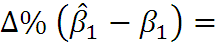 Δ% (β̂₁ − β₁) =